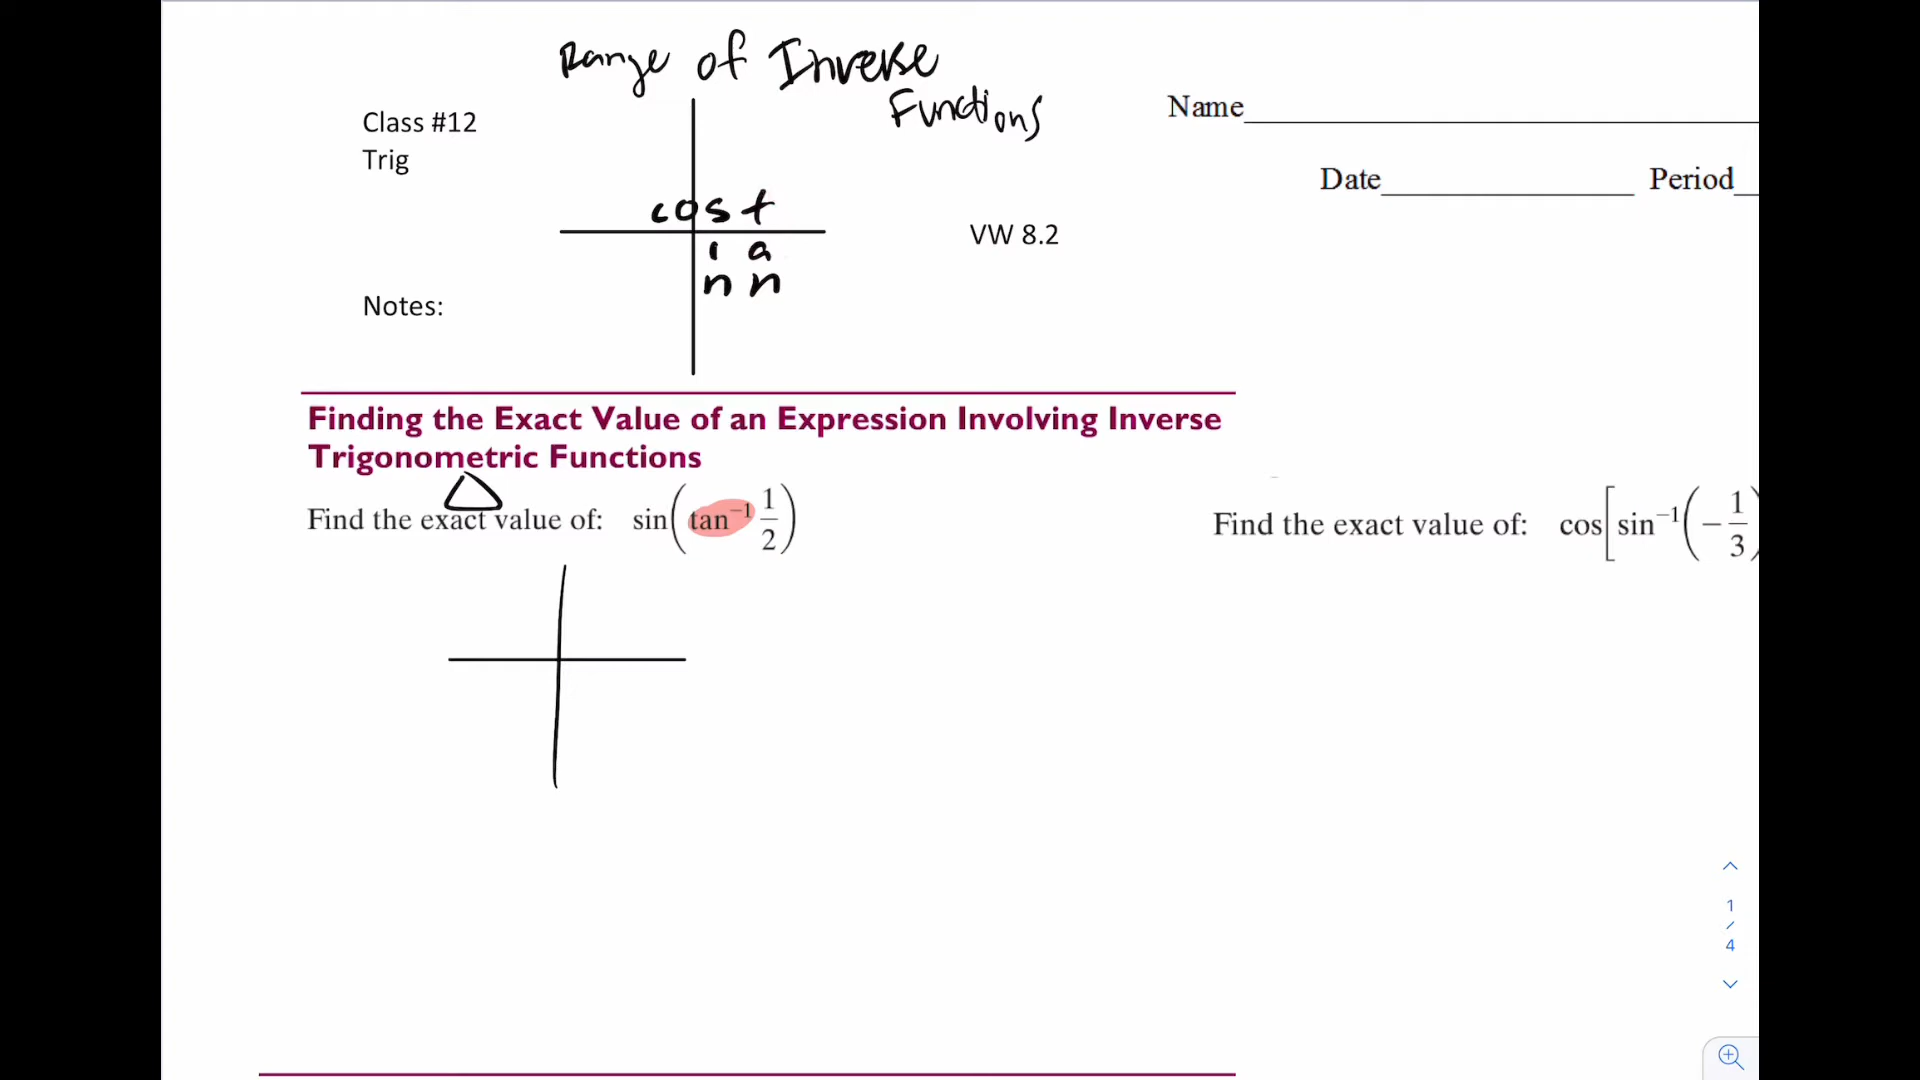 Range of Inverse
Functions
Class #12
Trig
Name
Date Period
cost
i a
n n
VW 8.2
Notes:
Finding the Exact Value of an Expression Involving Inverse
Trigonometric Functions
Find the exact value of: sin(tan⁻¹ 1/2)
Find the exact value of: cos[sin⁻¹(-1/3)
1
/
4